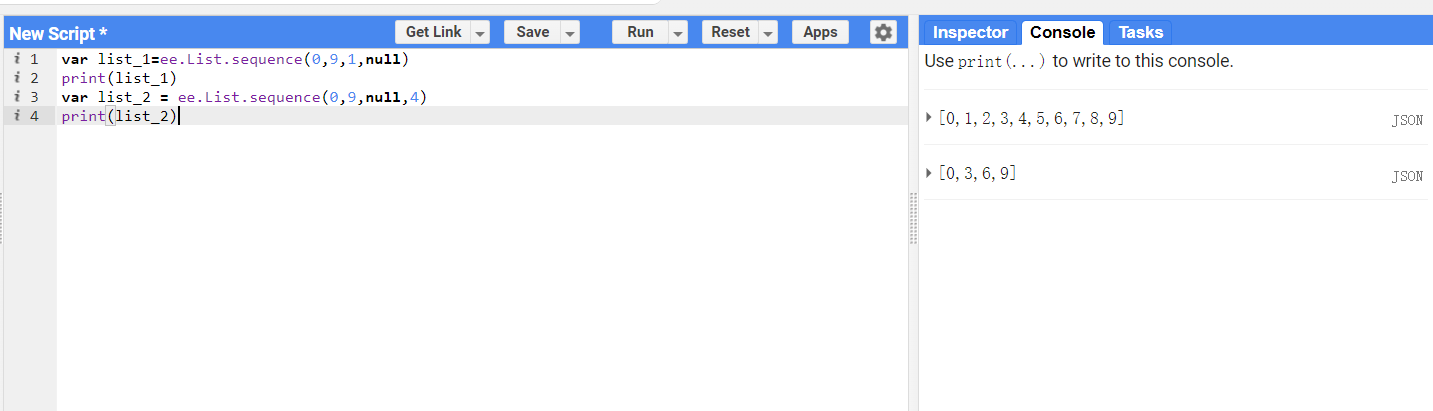 New Script * Get Link Save Run Reset Apps
i 1 var list_1=ee.List.sequence(0,9,1,null)
i 2 print(list_1)
i 3 var list_2 = ee.List.sequence(0,9,null,4)
i 4 print(list_2)
Inspector Console Tasks
Use print(...) to write to this console.
[0,1,2,3,4,5,6,7,8,9] JSON
[0,3,6,9] JSON